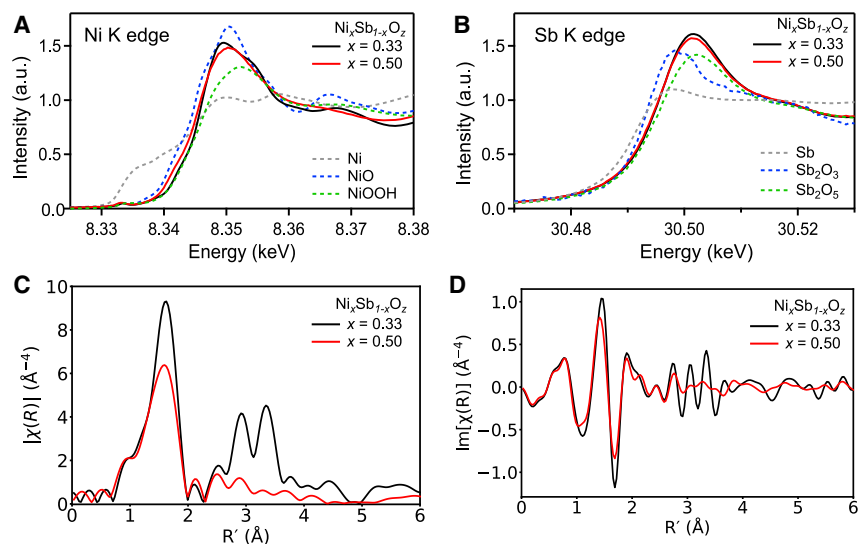 A
Ni K edge
NiₓSb₁₋ₓO_z
x = 0.33
x = 0.50
Intensity (a.u.)
1.5
1.0
0.5
0.0
Ni
NiO
NiOOH
8.33 8.34 8.35 8.36 8.37 8.38
Energy (keV)
B
Sb K edge
NiₓSb₁₋ₓO_z
x = 0.33
x = 0.50
Intensity (a.u.)
1.5
1.0
0.5
0.0
Sb
Sb₂O₃
Sb₂O₅
30.48 30.50 30.52
Energy (keV)
C
NiₓSb₁₋ₓO_z
x = 0.33
x = 0.50
|χ(R)| (Å⁻⁴)
10
8
6
4
2
0
0 1 2 3 4 5 6
R′ (Å)
D
NiₓSb₁₋ₓO_z
x = 0.33
x = 0.50
Im[χ(R)] (Å⁻⁴)
1.0
0.5
0.0
−0.5
−1.0
0 1 2 3 4 5 6
R′ (Å)